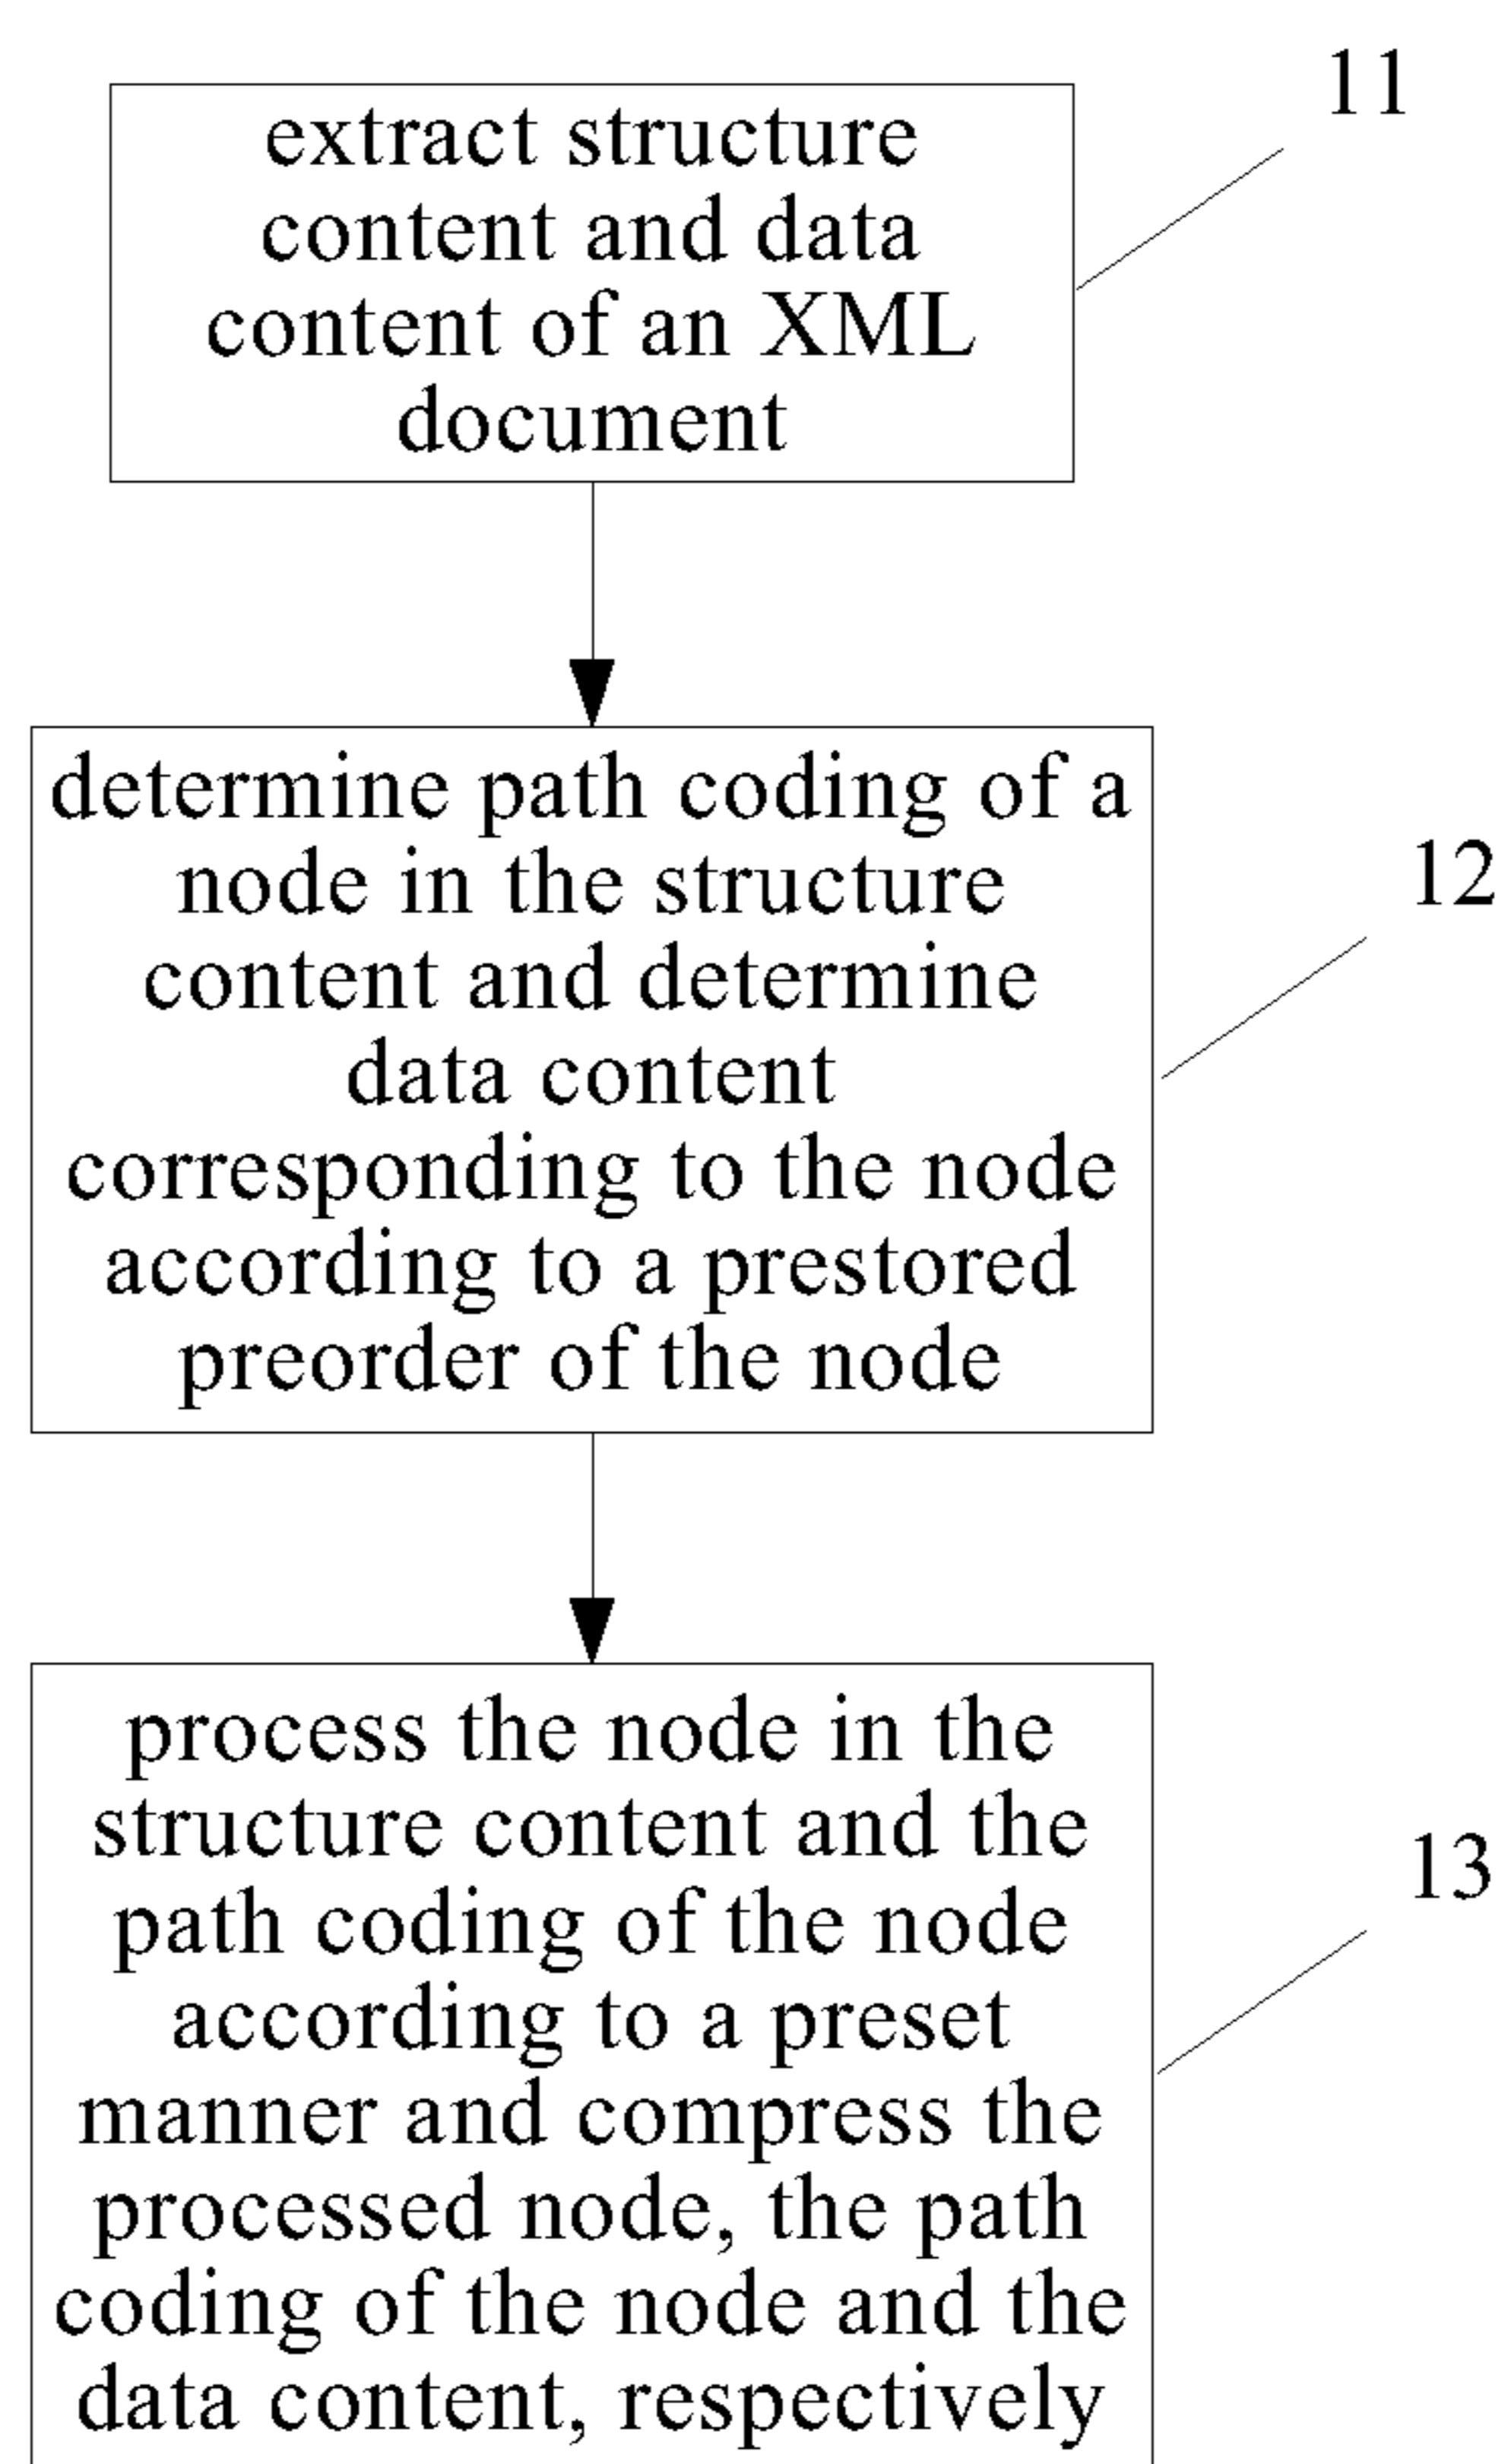 11
extract structure
content and data
content of an XML
document
12
determine path coding of a
node in the structure
content and determine
data content
corresponding to the node
according to a prestored
preorder of the node
13
process the node in the
structure content and the
path coding of the node
according to a preset
manner and compress the
processed node, the path
coding of the node and the
data content, respectively